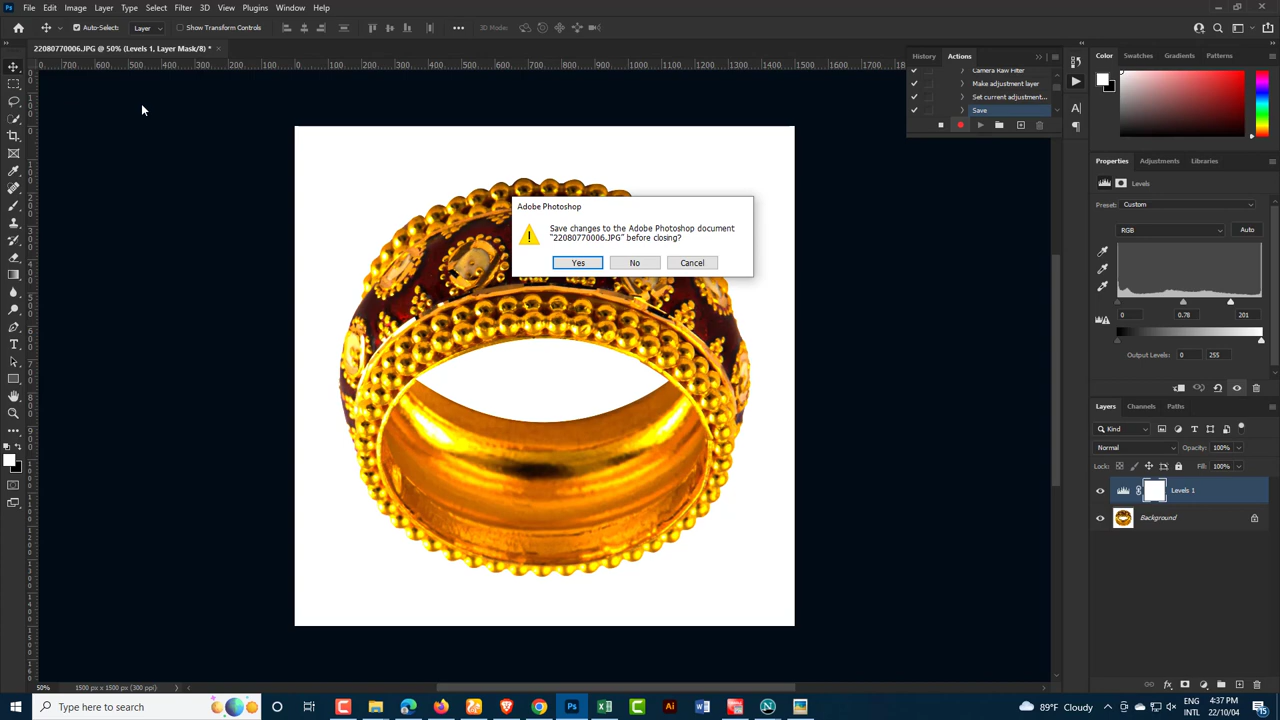 Ps File Edit Image Layer Type Select Filter 3D View Plugins Window Help
Auto-Select: Layer Show Transform Controls 3D Mode:
22080770006.JPG @ 50% (Levels 1, Layer Mask/8) *
History Actions
Camera Raw Filter
Make adjustment layer
Set current adjustment...
Save
Color Swatches Gradients Patterns
Properties Adjustments Libraries
Levels
Preset: Custom
RGB Auto
0 0.78 201
Output Levels: 0 255
Adobe Photoshop
Save changes to the Adobe Photoshop document
"22080770006.JPG" before closing?
Yes No Cancel
Layers Channels Paths
Kind
Normal Opacity: 100%
Lock: Fill: 100%
Levels 1
Background
50% 1500 px x 1500 px (300 ppi)
Type here to search
89°F Cloudy
ENG
INTL
4:37 PM
22/10/04